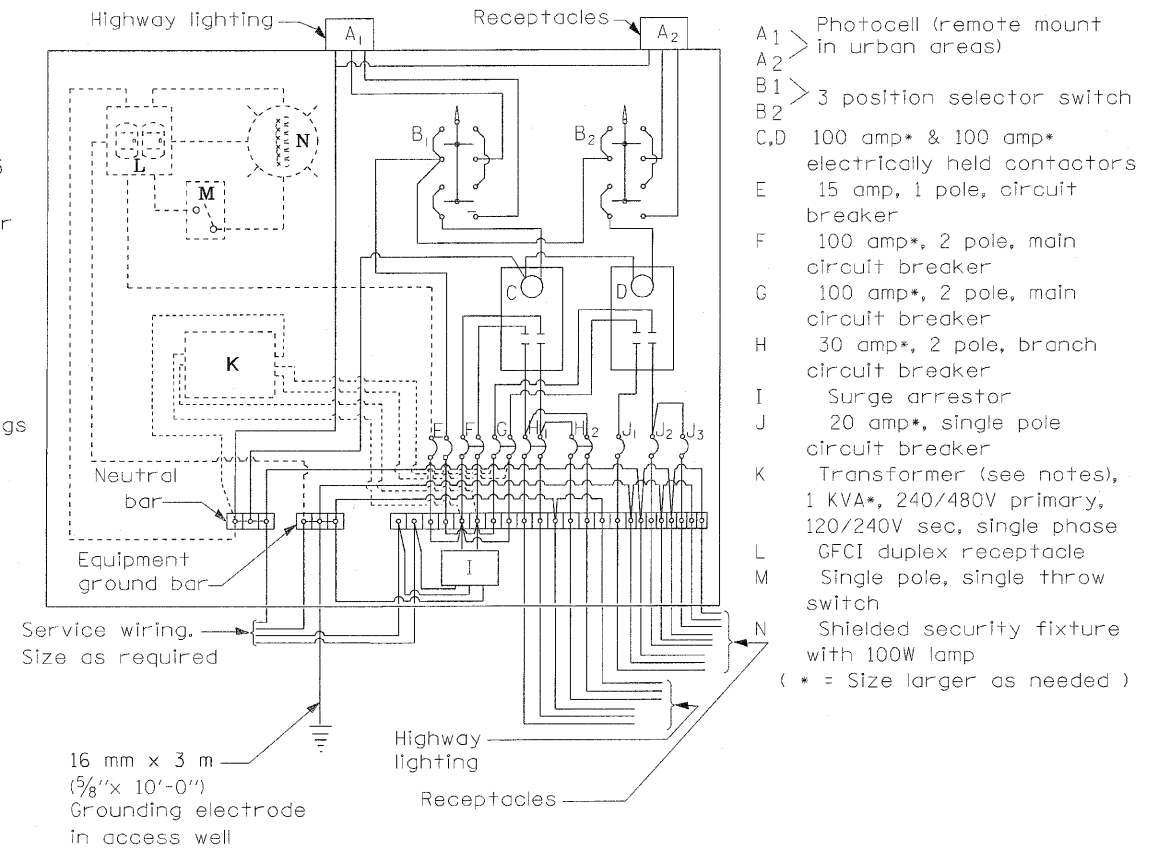 Highway lighting
Receptacles
A1
A2
B1
B2
L
N
M
C
D
K
E
F
G
H1
H2
J1
J2
J3
Neutral
bar
Equipment
ground bar
I
Service wiring.
Size as required
16 mm x 3 m
(5/8"x 10'-0")
Grounding electrode
in access well
Highway
lighting
Receptacles
r
gs
A1
A2
Photocell (remote mount
in urban areas)
B1
B2
3 position selector switch
C,D 100 amp* & 100 amp*
electrically held contactors
E 15 amp, 1 pole, circuit
breaker
F 100 amp*, 2 pole, main
circuit breaker
G 100 amp*, 2 pole, main
circuit breaker
H 30 amp*, 2 pole, branch
circuit breaker
I Surge arrestor
J 20 amp*, single pole
circuit breaker
K Transformer (see notes),
1 KVA*, 240/480V primary,
120/240V sec, single phase
L GFCI duplex receptacle
M Single pole, single throw
switch
N Shielded security fixture
with 100W lamp
( * = Size larger as needed )